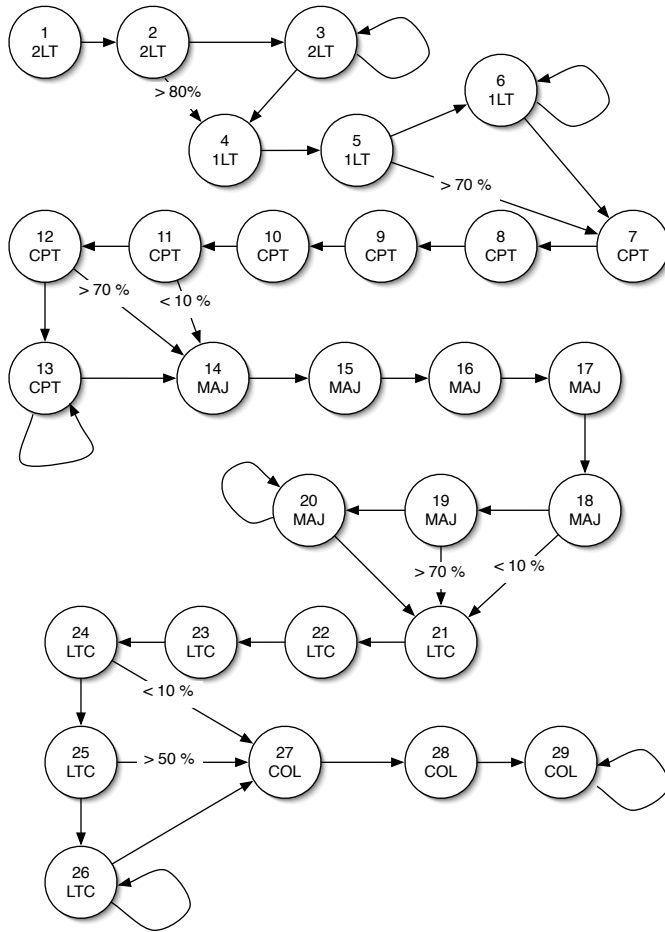 1
2LT
2
2LT
3
2LT
> 80%
4
1LT
5
1LT
6
1LT
> 70 %
12
CPT
11
CPT
10
CPT
9
CPT
8
CPT
7
CPT
> 70 %
< 10 %
13
CPT
14
MAJ
15
MAJ
16
MAJ
17
MAJ
20
MAJ
19
MAJ
18
MAJ
> 70 %
< 10 %
24
LTC
23
LTC
22
LTC
21
LTC
< 10 %
25
LTC
> 50 %
27
COL
28
COL
29
COL
26
LTC